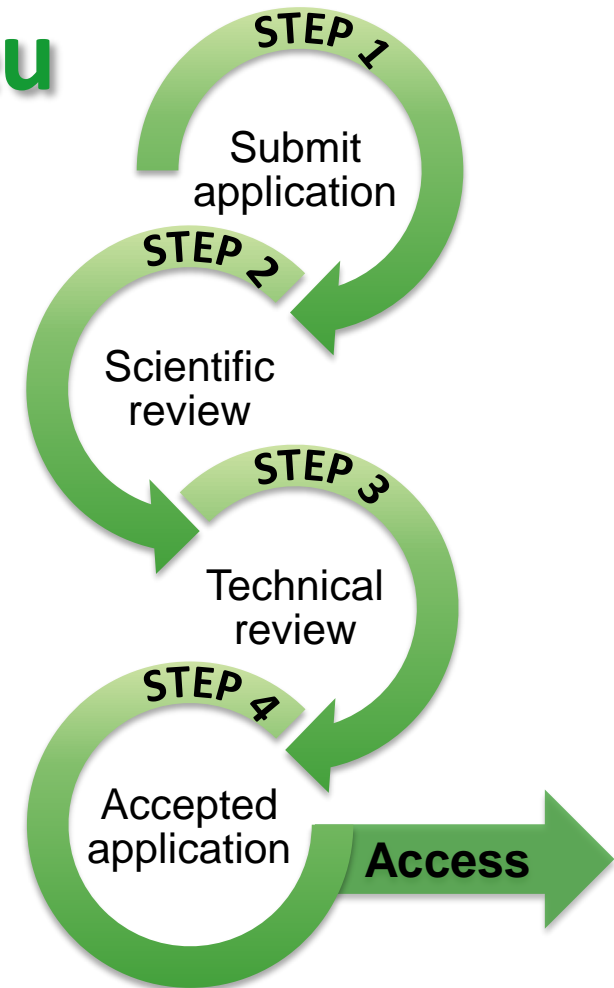 STEP 1
Submit
application
STEP 2
Scientific
review
STEP 3
Technical
review
STEP 4
Accepted
application
Access